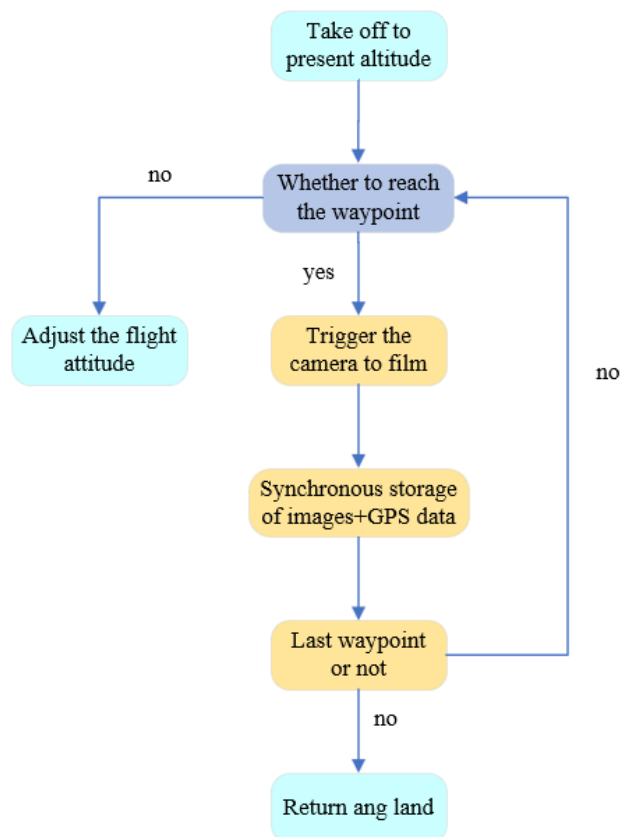 Take off to
present altitude
no
Whether to reach
the waypoint
yes
Adjust the flight
attitude
Trigger the
camera to film
no
Synchronous storage
of images+GPS data
Last waypoint
or not
no
Return ang land